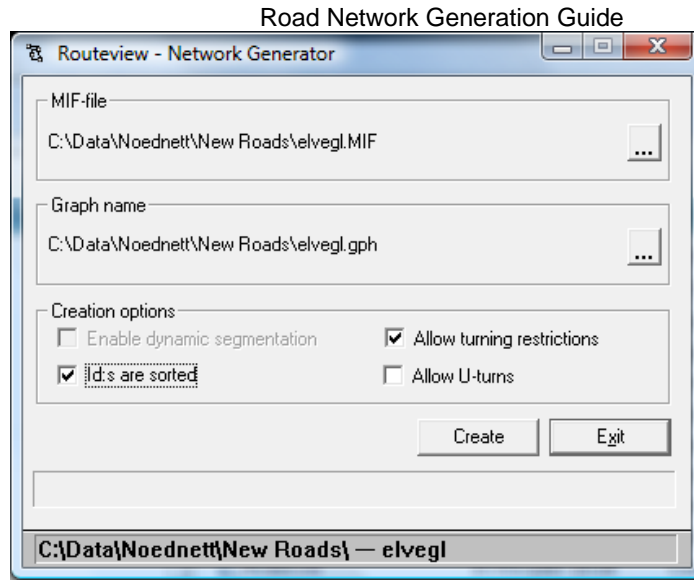 Road Network Generation Guide
Routeview - Network Generator
MIF-file
C:\Data\Noednett\New Roads\elvegl.MIF
...
Graph name
C:\Data\Noednett\New Roads\elvegl.gph
...
Creation options
Enable dynamic segmentation
Allow turning restrictions
Id:s are sorted
Allow U-turns
Create
Exit
C:\Data\Noednett\New Roads\ — elvegl